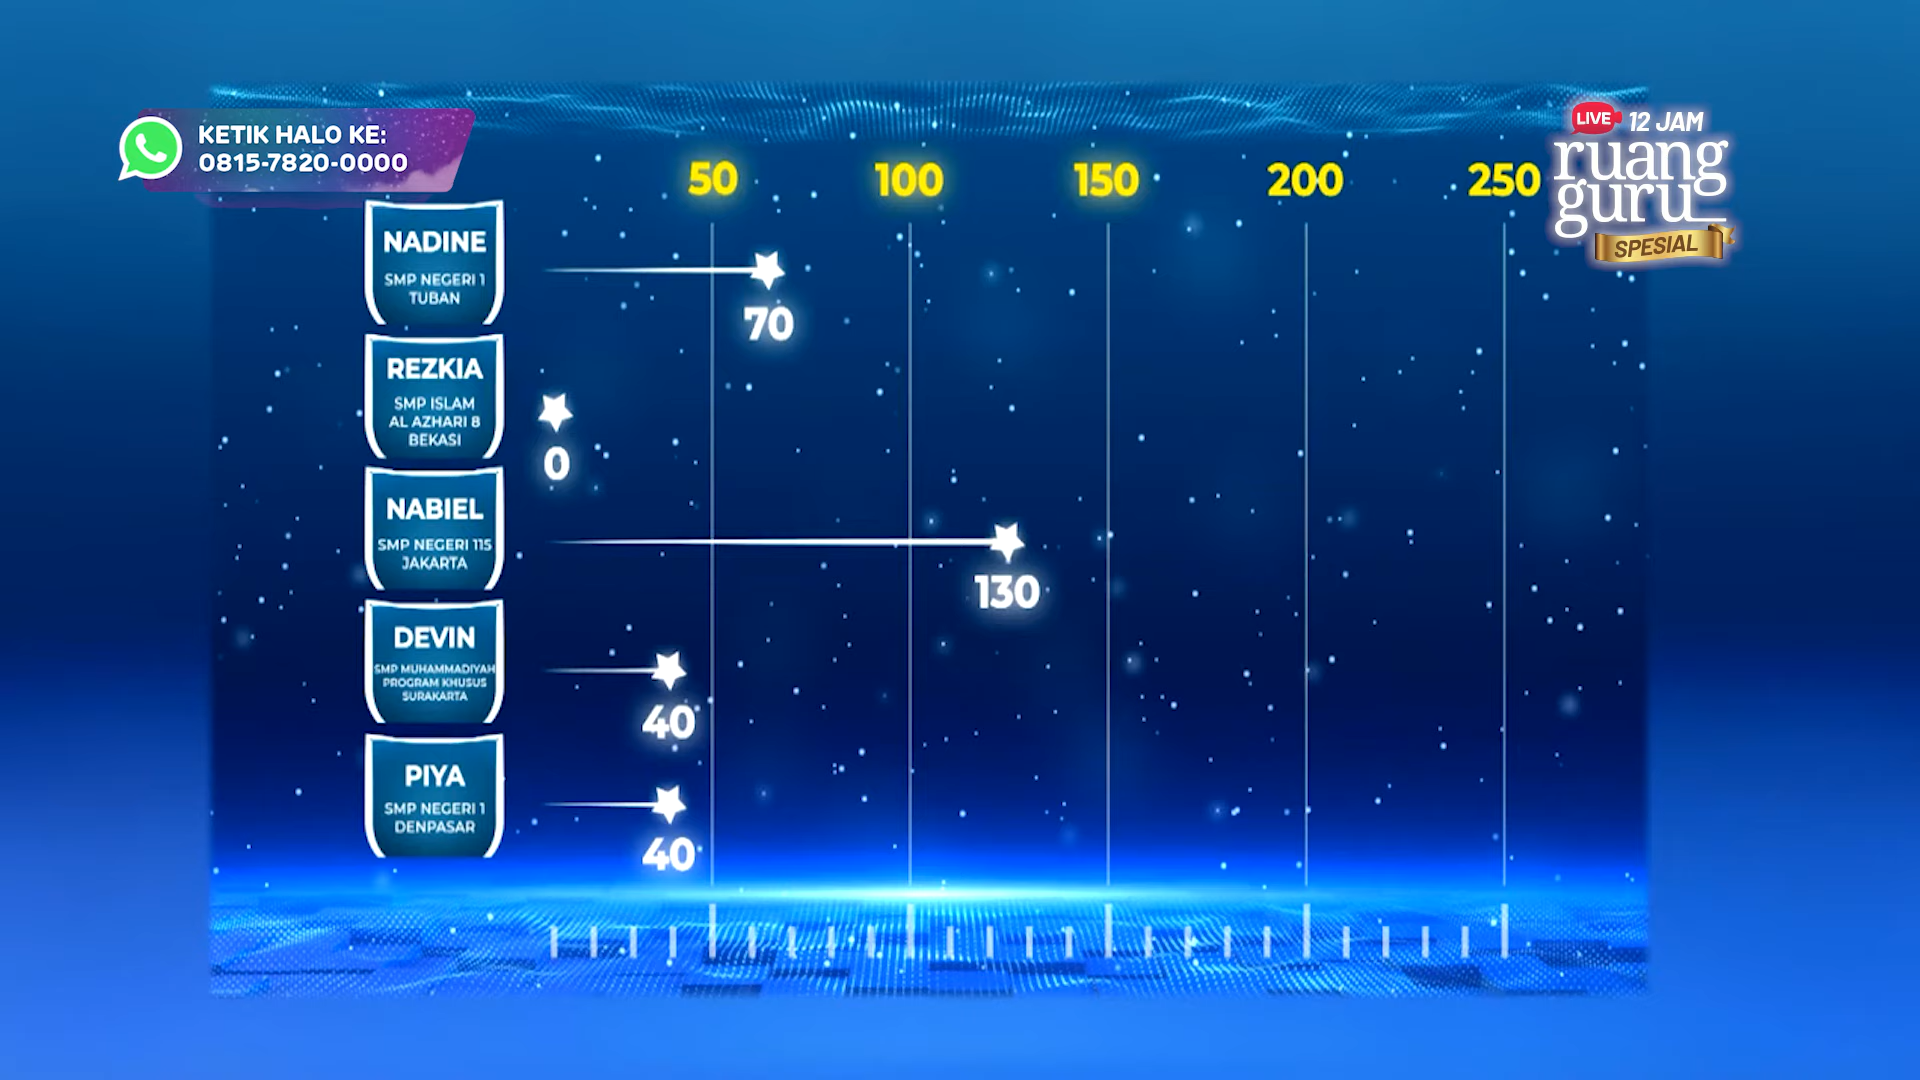 KETIK HALO KE:
0815-7820-0000
LIVE 12 JAM
ruang
guru
SPESIAL
50 100 150 200 250
NADINE
SMP NEGERI 1
TUBAN
70
REZKIA
SMP ISLAM
AL AZHARI 8
BEKASI
0
NABIEL
SMP NEGERI 115
JAKARTA
130
DEVIN
SMP MUHAMMADIYAH
PROGRAM KHUSUS
SURAKARTA
40
PIYA
SMP NEGERI 1
DENPASAR
40